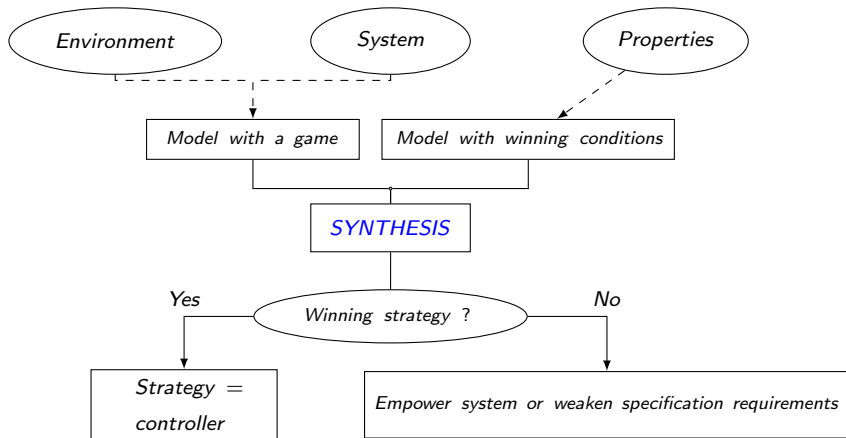 Environment
System
Properties
Model with a game
Model with winning conditions
SYNTHESIS
Yes
No
Winning strategy ?
Strategy =
controller
Empower system or weaken specification requirements